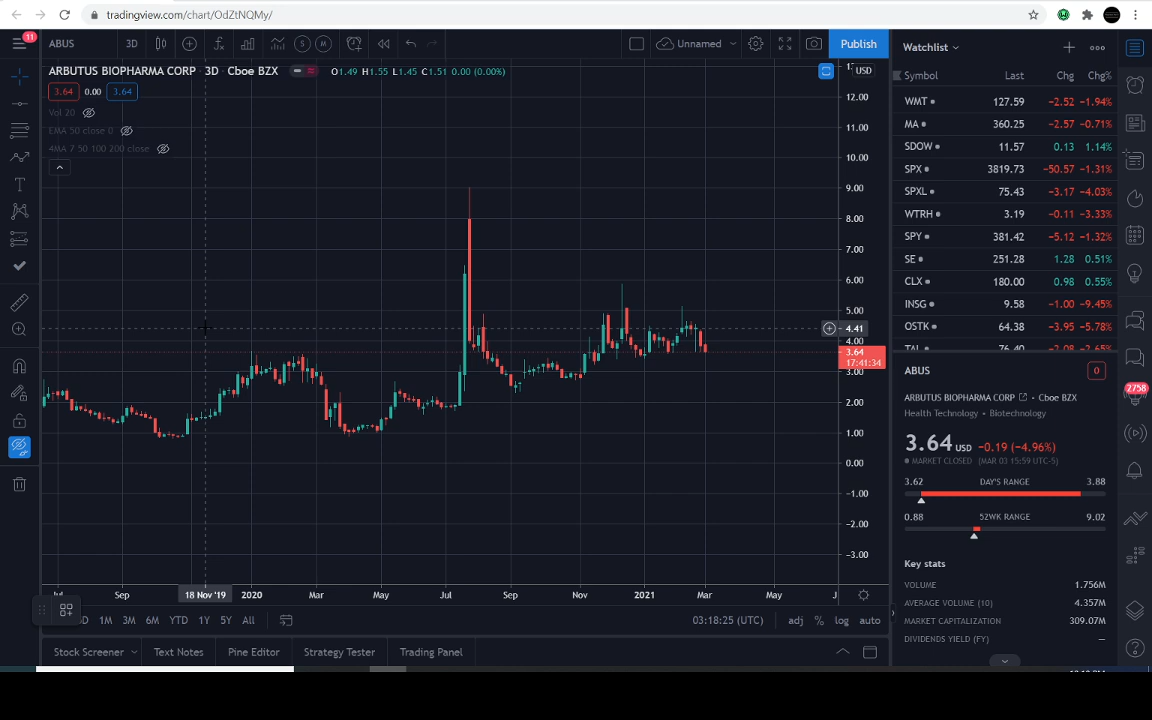 tradingview.com/chart/OdZtNQMy/
11 ABUS 3D S M Unnamed Publish Watchlist
ARBUTUS BIOPHARMA CORP · 3D · Cboe BZX O1.49 H1.55 L1.45 C1.51 0.00 (0.00%) USD
3.64 0.00 3.64
Vol 20
EMA 50 close 0
4MA 7 50 100 200 close
12.00
11.00
10.00
9.00
8.00
7.00
6.00
5.00
4.41
4.00
3.64
17:41:34
3.00
2.00
1.00
0.00
−1.00
−2.00
−3.00
Jul Sep 18 Nov '19 2020 Mar May Jul Sep Nov 2021 Mar May
1M 3M 6M YTD 1Y 5Y All 03:18:25 (UTC) adj % log auto
Stock Screener Text Notes Pine Editor Strategy Tester Trading Panel
Symbol Last Chg Chg%
WMT 127.59 −2.52 −1.94%
MA 360.25 −2.57 −0.71%
SDOW 11.57 0.13 1.14%
SPX 3819.73 −50.57 −1.31%
SPXL 75.43 −3.17 −4.03%
WTRH 3.19 −0.11 −3.33%
SPY 381.42 −5.12 −1.32%
SE 251.28 1.28 0.51%
CLX 180.00 0.98 0.55%
INSG 9.58 −1.00 −9.45%
OSTK 64.38 −3.95 −5.78%
TAL 76.40 −2.08 −2.65%
ABUS 0
ARBUTUS BIOPHARMA CORP • Cboe BZX
Health Technology • Biotechnology
3.64 USD −0.19 (−4.96%)
MARKET CLOSED (MAR 03 15:59 UTC-5)
3.62 DAY'S RANGE 3.88
0.88 52WK RANGE 9.02
Key stats
VOLUME 1.756M
AVERAGE VOLUME (10) 4.357M
MARKET CAPITALIZATION 309.07M
DIVIDENDS YIELD (FY) —
2758